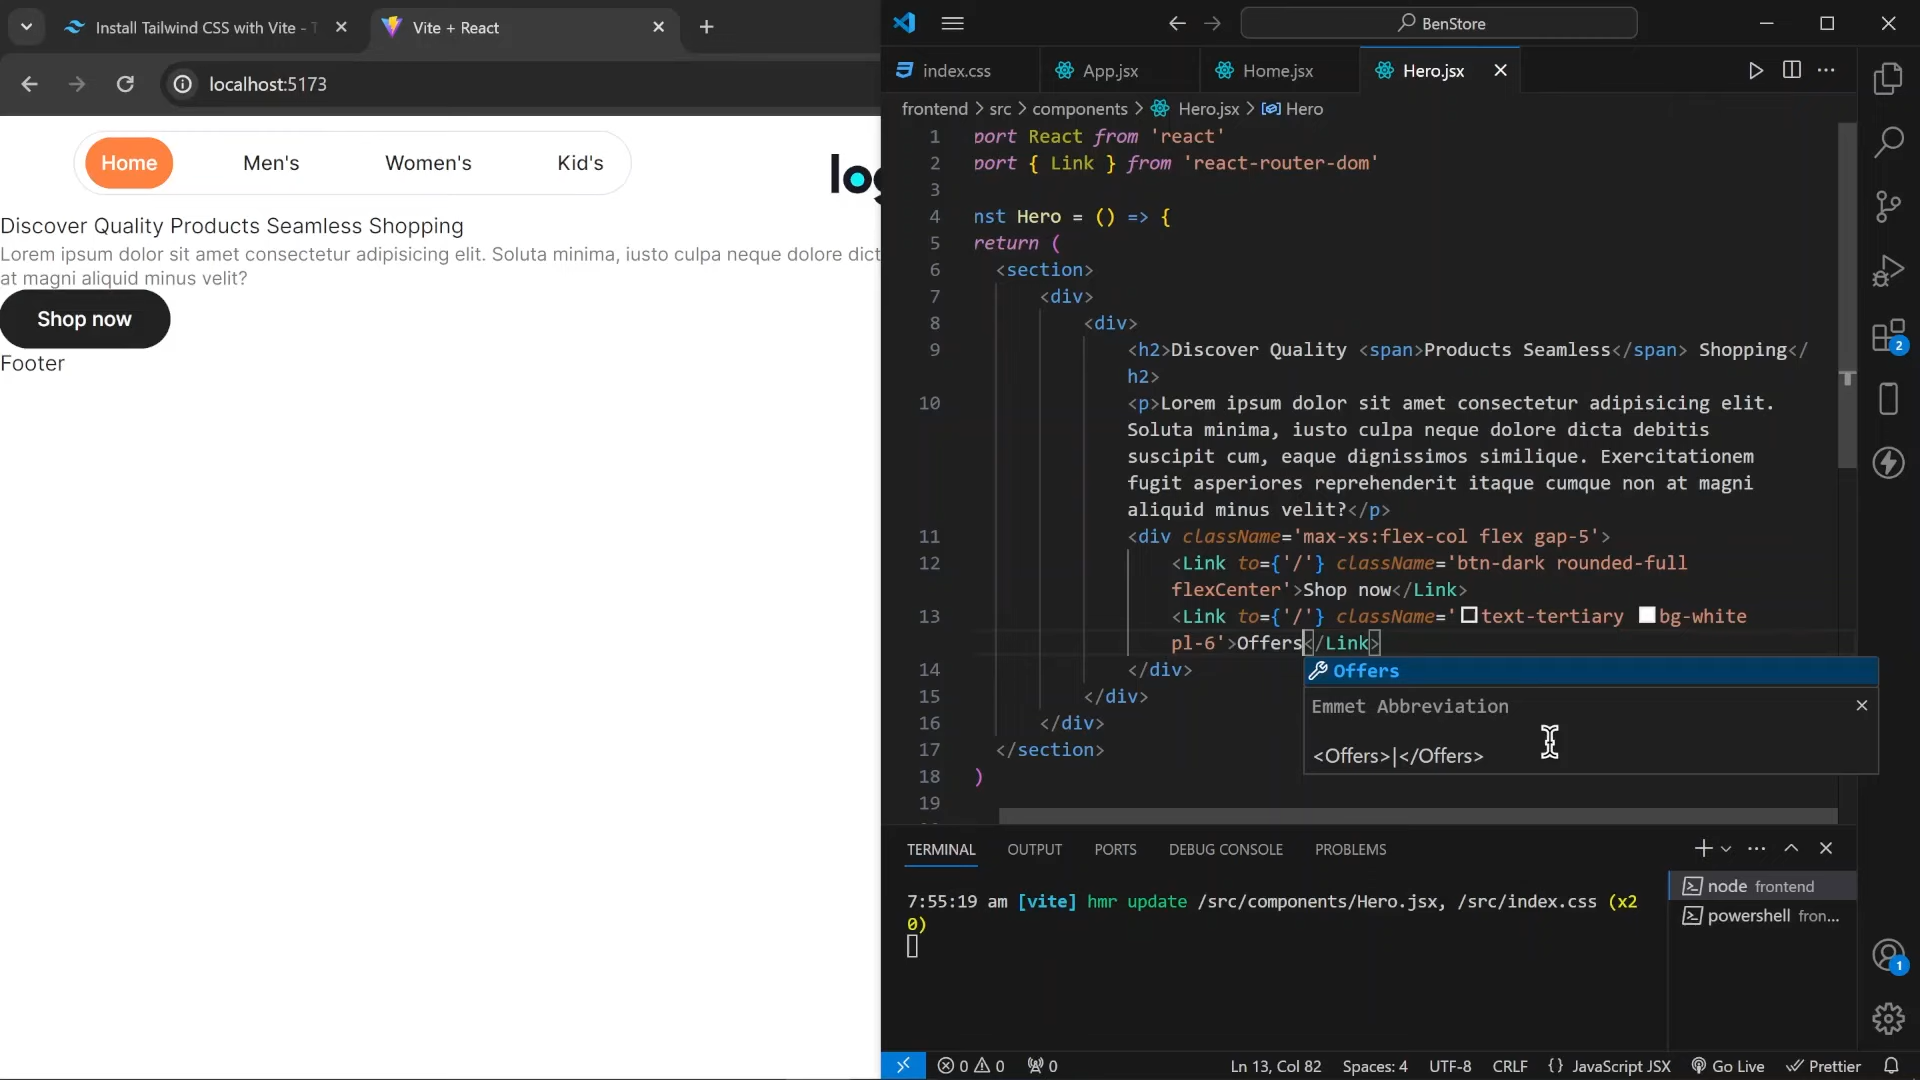 Install Tailwind CSS with Vite - T
Vite + React
localhost:5173
Home
Men's
Women's
Kid's
log
Discover Quality Products Seamless Shopping
Lorem ipsum dolor sit amet consectetur adipisicing elit. Soluta minima, iusto culpa neque dolore dict
at magni aliquid minus velit?
Shop now
Footer
BenStore
index.css
App.jsx
Home.jsx
Hero.jsx
frontend > src > components > Hero.jsx > Hero
1 port React from 'react'
2 port { Link } from 'react-router-dom'
3
4 nst Hero = () => {
5 return (
6 <section>
7 <div>
8 <div>
9 <h2>Discover Quality <span>Products Seamless</span> Shopping</
h2>
10 <p>Lorem ipsum dolor sit amet consectetur adipisicing elit.
Soluta minima, iusto culpa neque dolore dicta debitis
suscipit cum, eaque dignissimos similique. Exercitationem
fugit asperiores reprehenderit itaque cumque non at magni
aliquid minus velit?</p>
11 <div className='max-xs:flex-col flex gap-5'>
12 <Link to={'/'} className='btn-dark rounded-full
flexCenter'>Shop now</Link>
13 <Link to={'/'} className='text-tertiary bg-white
pl-6'>Offers</Link>
14 </div>
15 </div>
16 </div>
17 </section>
18 )
19
Offers
Emmet Abbreviation
<Offers>|</Offers>
TERMINAL
OUTPUT
PORTS
DEBUG CONSOLE
PROBLEMS
7:55:19 am [vite] hmr update /src/components/Hero.jsx, /src/index.css (x2
0)
node frontend
powershell fron...
2
1
0 0
0
Ln 13, Col 82
Spaces: 4
UTF-8
CRLF
{} JavaScript JSX
Go Live
Prettier